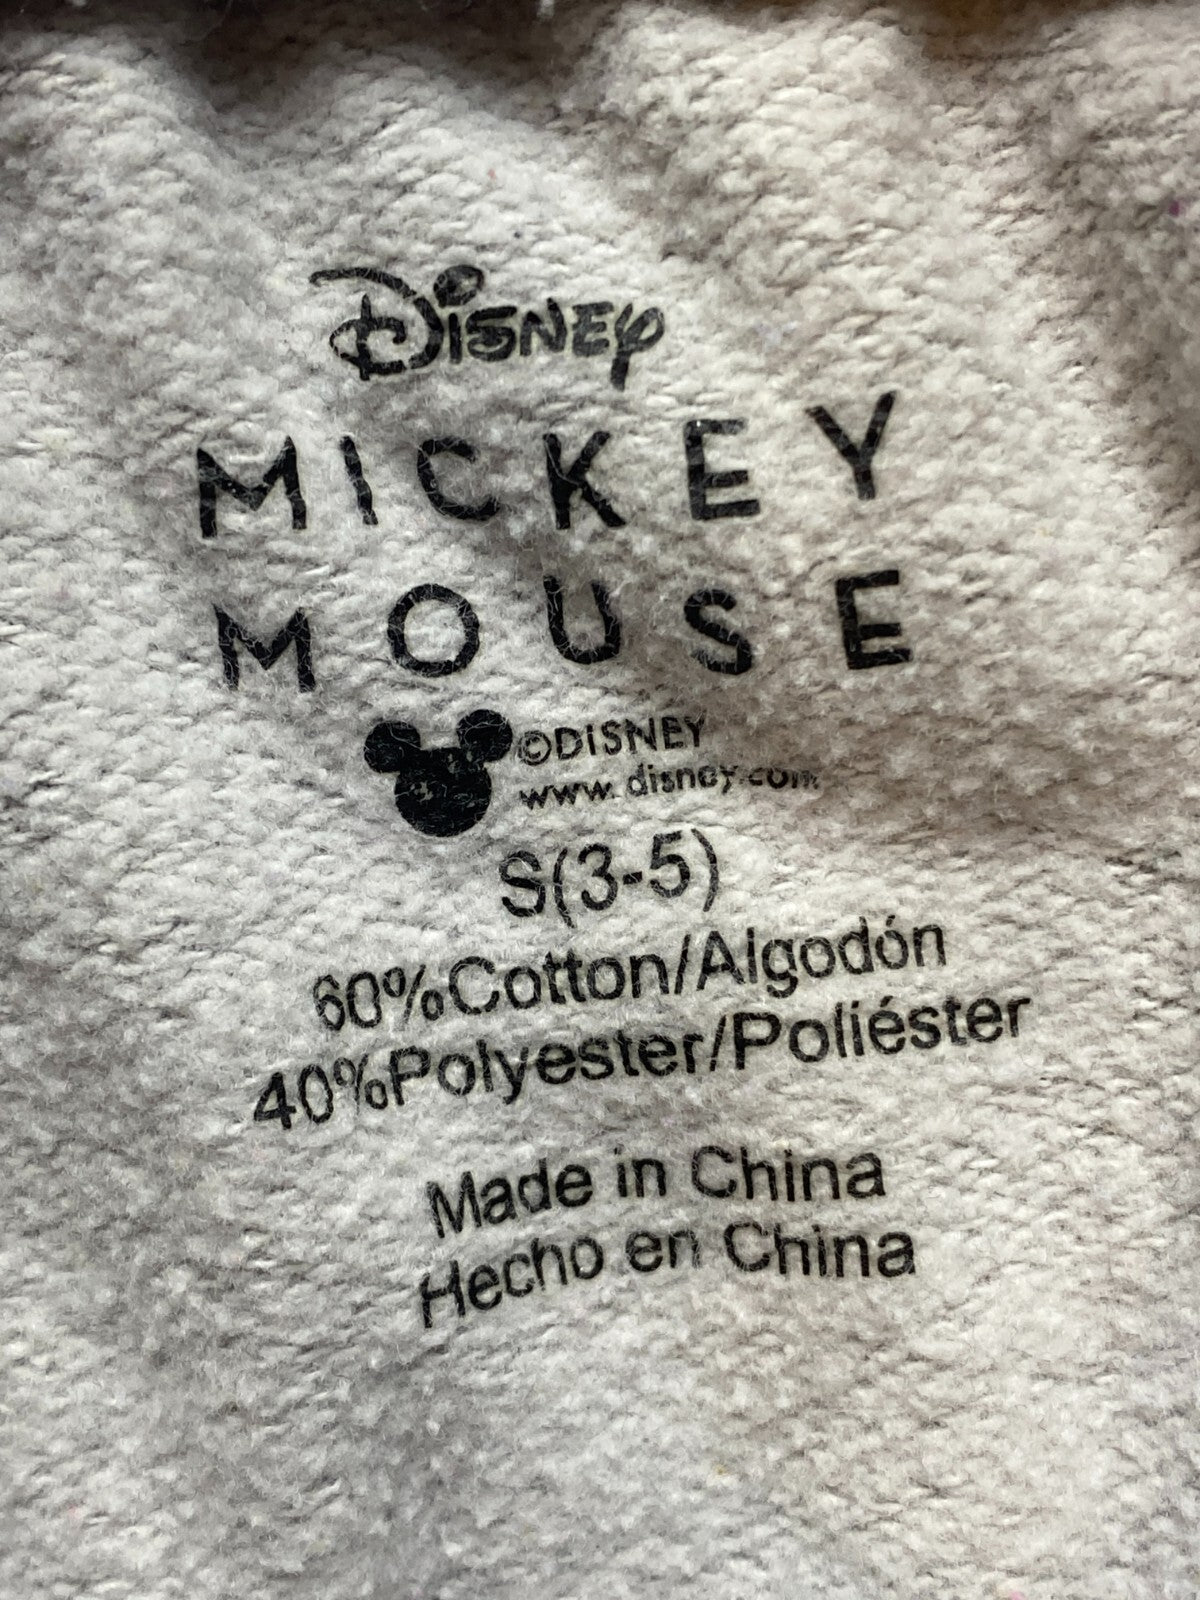 Disney
MICKEY
MOUSE
©DISNEY
www.disney.com
S(3-5)
60%Cotton/Algodón
40%Polyester/Poliéster
Made in China
Hecho en China